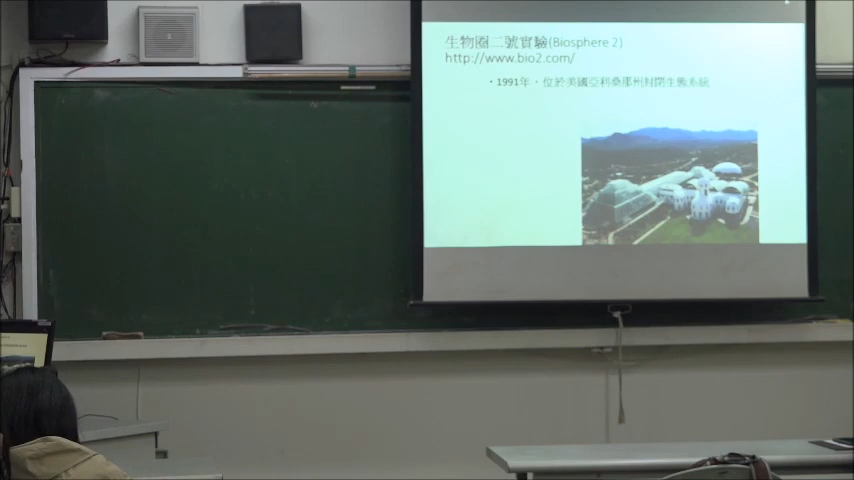 生物圈二號實驗(Biosphere 2)
http://www.bio2.com/
・1991年，位於美國亞利桑那州封閉生態系統